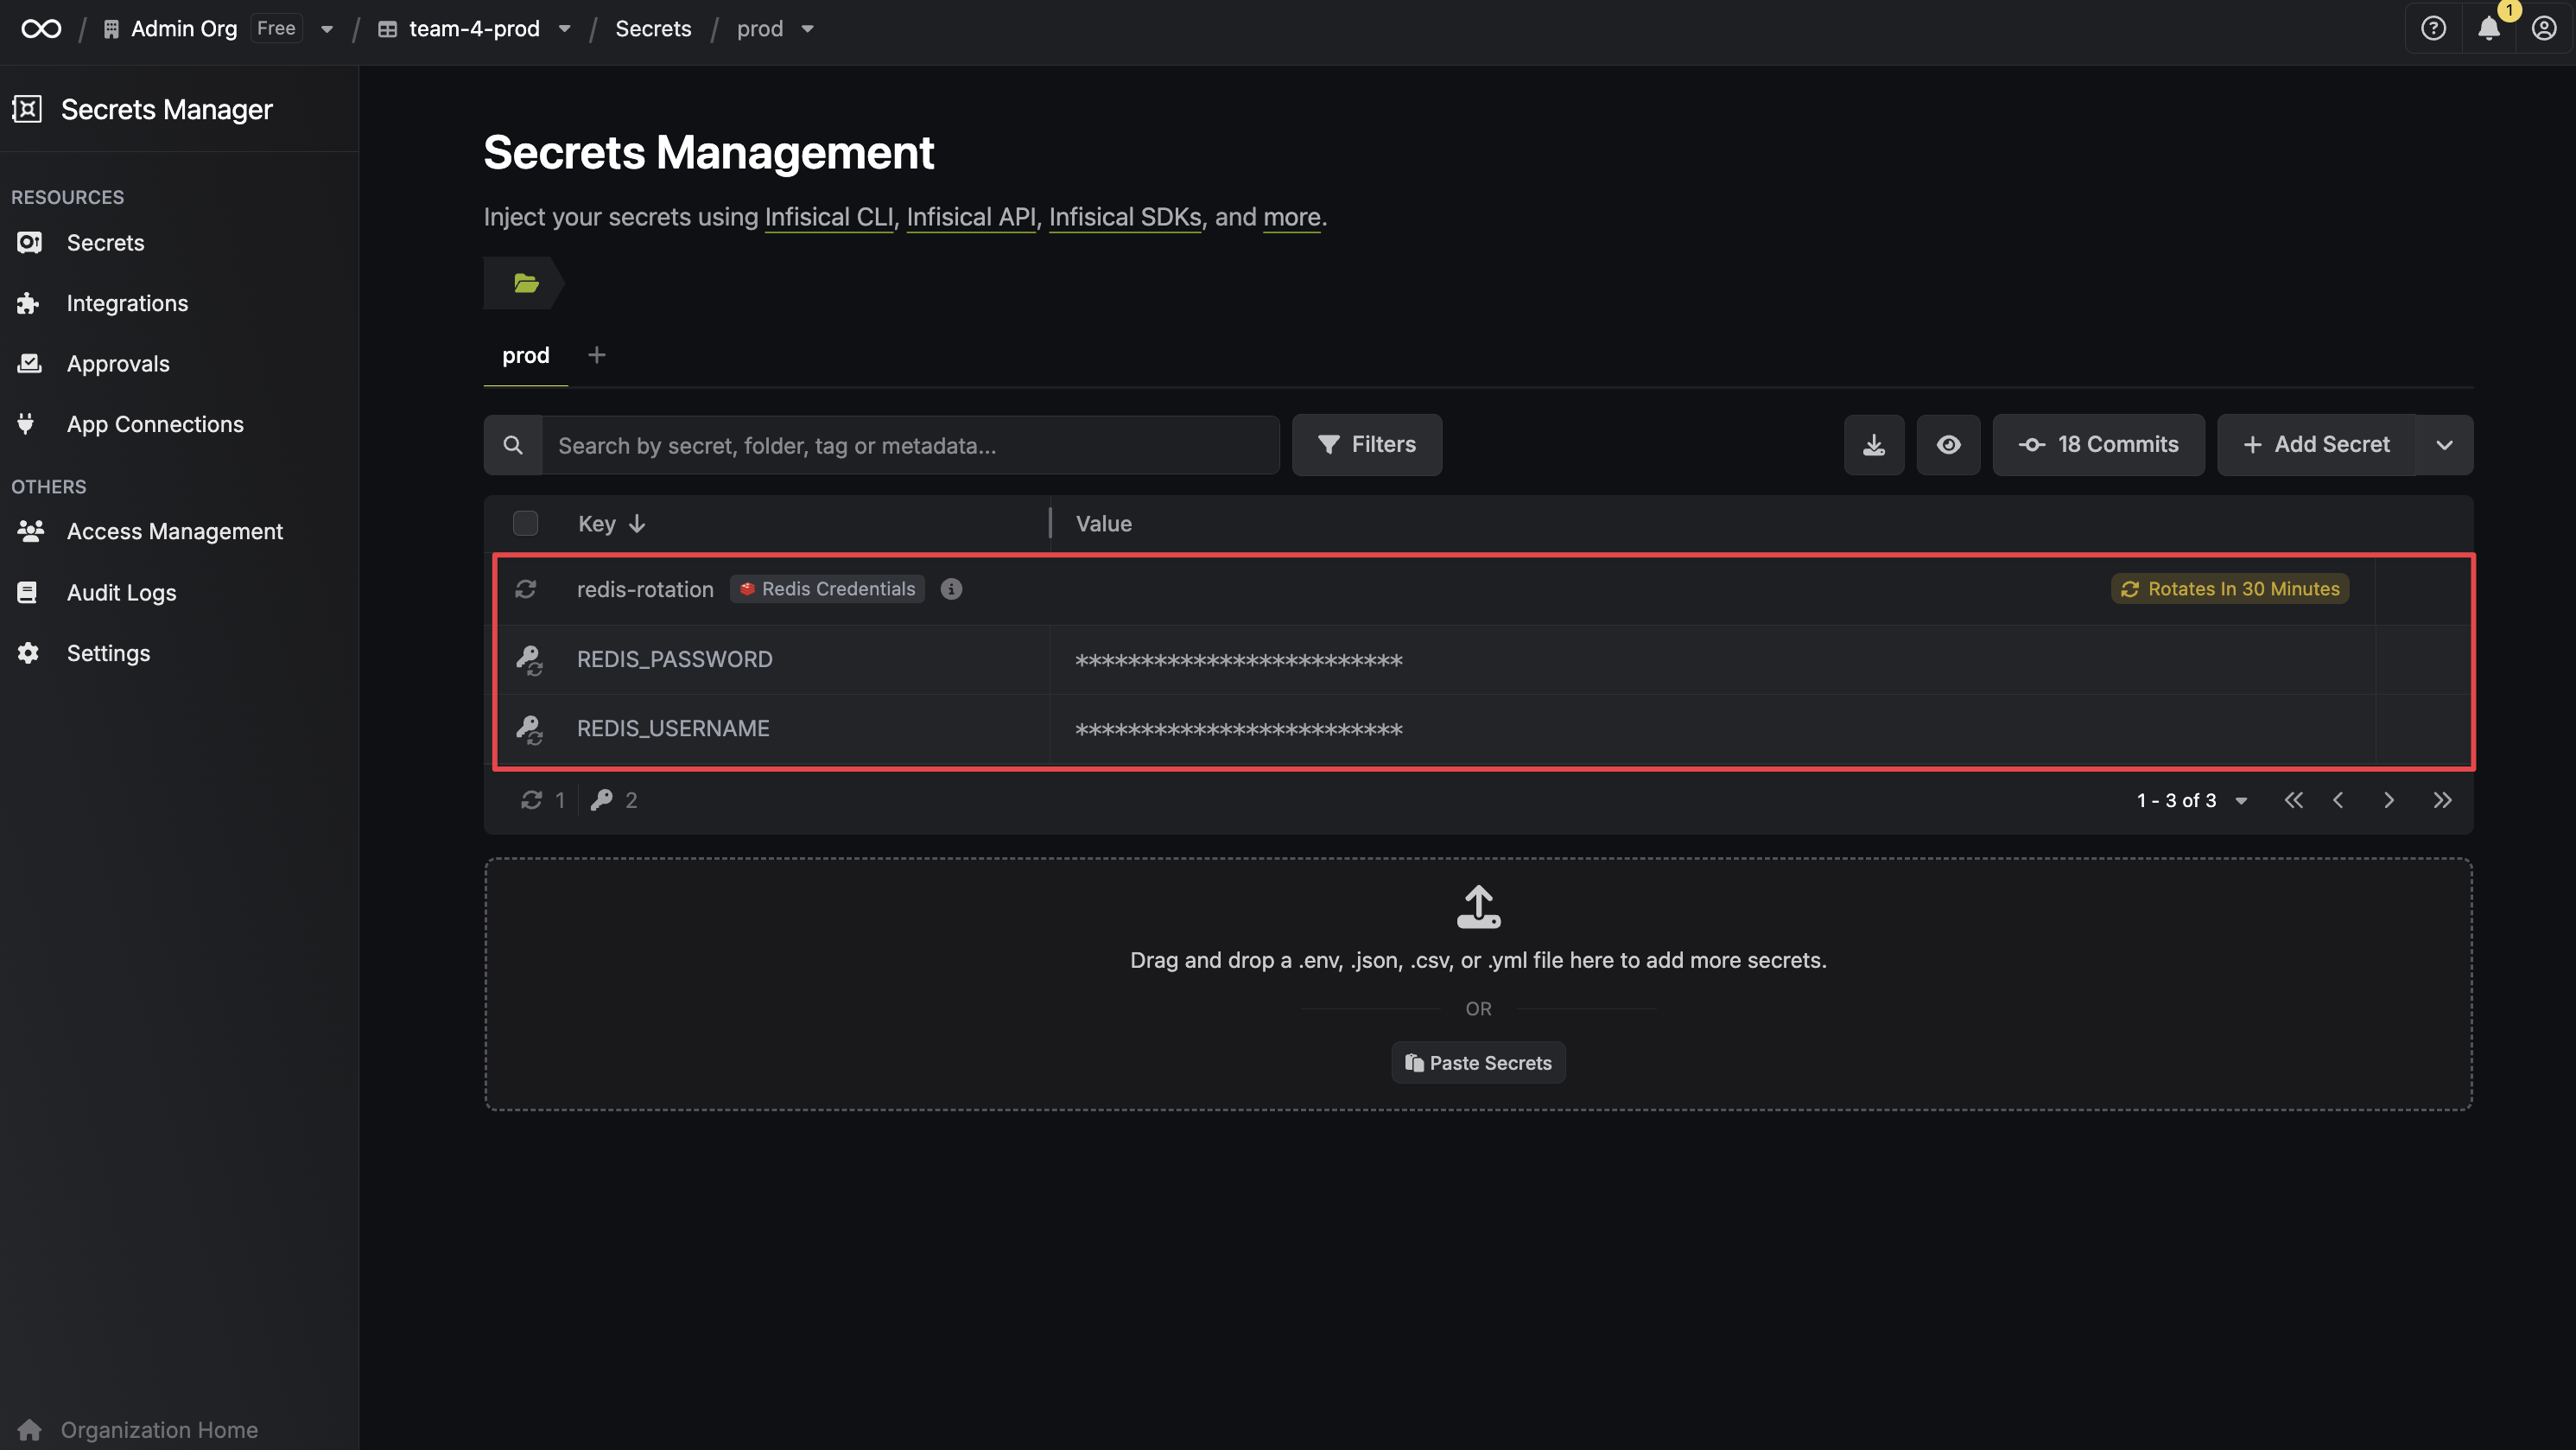 Admin Org Free team-4-prod Secrets prod 1
Secrets Manager
RESOURCES
Secrets
Integrations
Approvals
App Connections
OTHERS
Access Management
Audit Logs
Settings
Organization Home
Secrets Management
Inject your secrets using Infisical CLI, Infisical API, Infisical SDKs, and more.
prod
Search by secret, folder, tag or metadata... Filters 18 Commits Add Secret
Key Value
redis-rotation Redis Credentials Rotates In 30 Minutes
REDIS_PASSWORD *************************
REDIS_USERNAME *************************
1 2 1 - 3 of 3
Drag and drop a .env, .json, .csv, or .yml file here to add more secrets.
OR
Paste Secrets